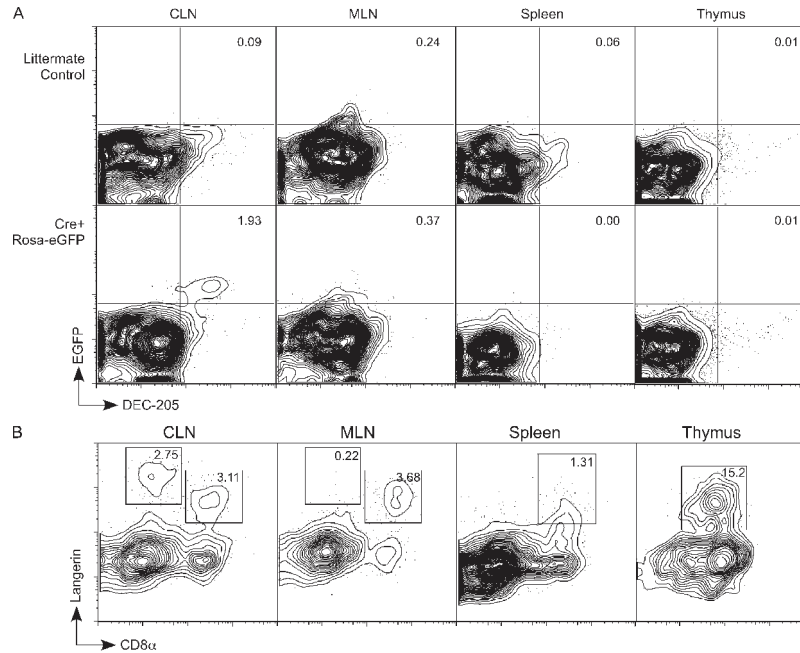 A
CLN MLN Spleen Thymus
Littermate
Control
0.09 0.24 0.06 0.01
Cre+
Rosa-eGFP
1.93 0.37 0.00 0.01
EGFP
DEC-205
B
CLN MLN Spleen Thymus
2.75 3.11 0.22 3.68 1.31 15.2
Langerin
CD8α